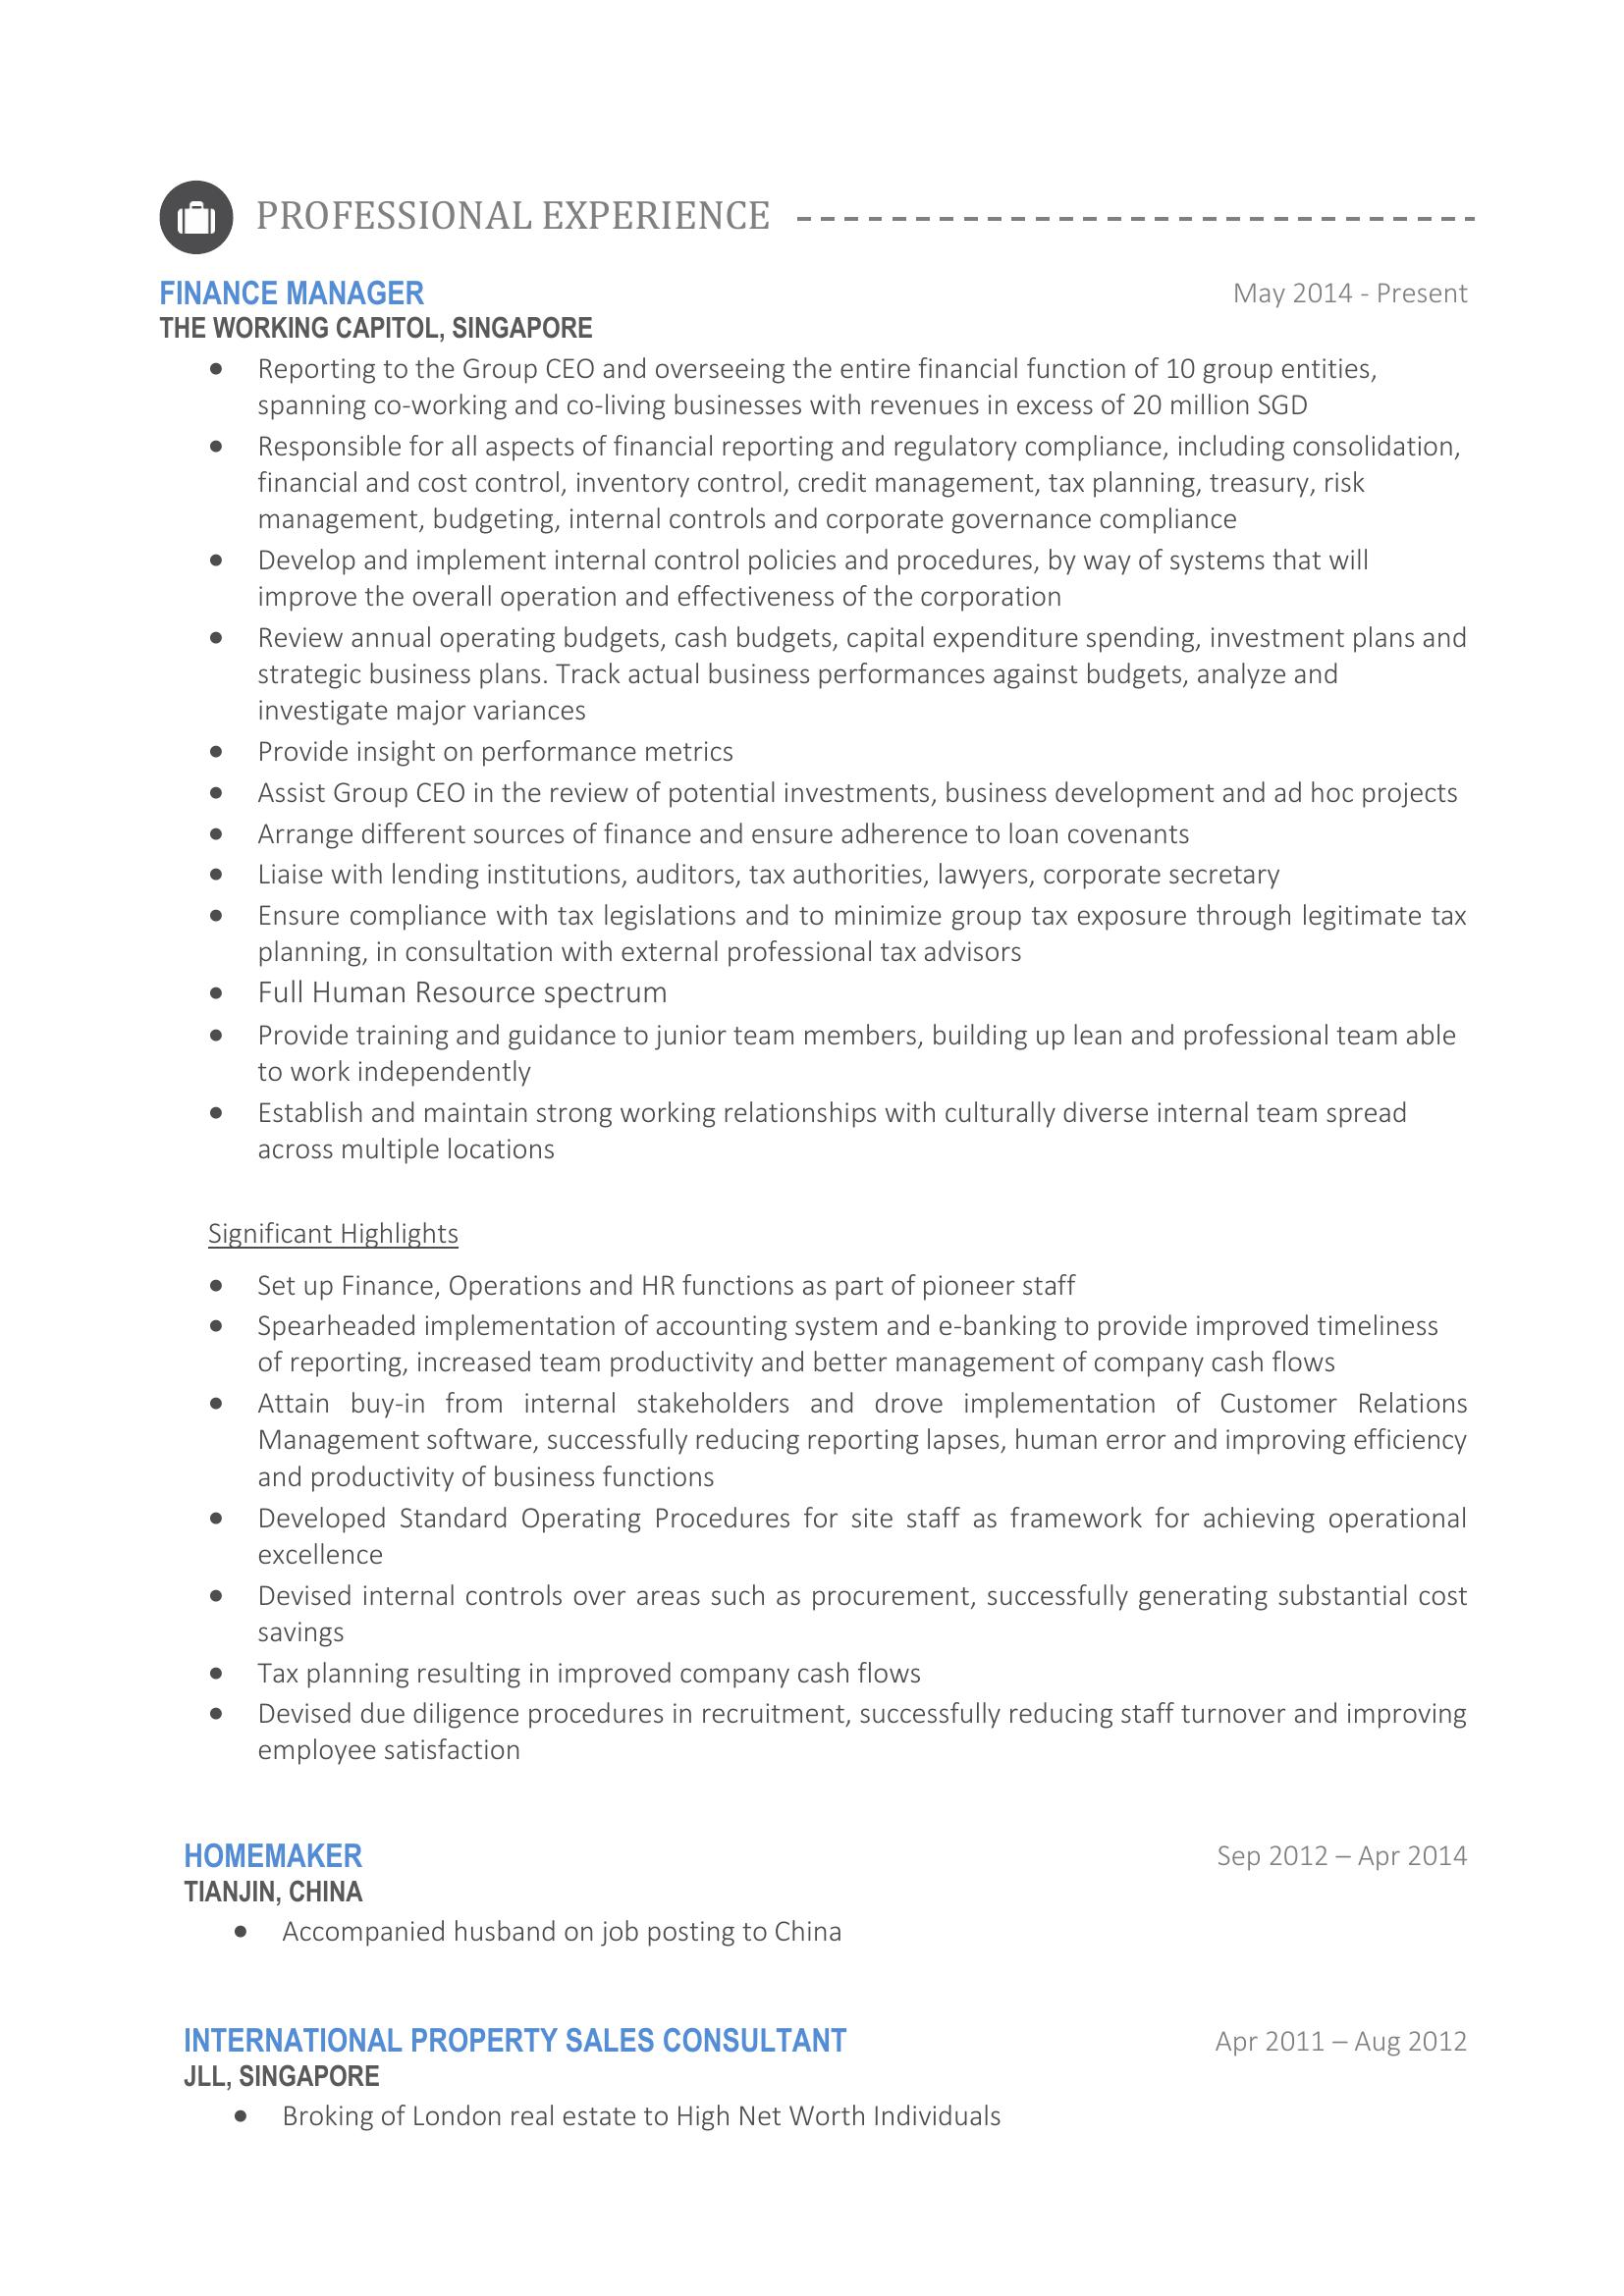 PROFESSIONAL EXPERIENCE
FINANCE MANAGER May 2014 - Present
THE WORKING CAPITOL, SINGAPORE
• Reporting to the Group CEO and overseeing the entire financial function of 10 group entities,
spanning co-working and co-living businesses with revenues in excess of 20 million SGD
• Responsible for all aspects of financial reporting and regulatory compliance, including consolidation,
financial and cost control, inventory control, credit management, tax planning, treasury, risk
management, budgeting, internal controls and corporate governance compliance
• Develop and implement internal control policies and procedures, by way of systems that will
improve the overall operation and effectiveness of the corporation
• Review annual operating budgets, cash budgets, capital expenditure spending, investment plans and
strategic business plans. Track actual business performances against budgets, analyze and
investigate major variances
• Provide insight on performance metrics
• Assist Group CEO in the review of potential investments, business development and ad hoc projects
• Arrange different sources of finance and ensure adherence to loan covenants
• Liaise with lending institutions, auditors, tax authorities, lawyers, corporate secretary
• Ensure compliance with tax legislations and to minimize group tax exposure through legitimate tax
planning, in consultation with external professional tax advisors
• Full Human Resource spectrum
• Provide training and guidance to junior team members, building up lean and professional team able
to work independently
• Establish and maintain strong working relationships with culturally diverse internal team spread
across multiple locations
Significant Highlights
• Set up Finance, Operations and HR functions as part of pioneer staff
• Spearheaded implementation of accounting system and e-banking to provide improved timeliness
of reporting, increased team productivity and better management of company cash flows
• Attain buy-in from internal stakeholders and drove implementation of Customer Relations
Management software, successfully reducing reporting lapses, human error and improving efficiency
and productivity of business functions
• Developed Standard Operating Procedures for site staff as framework for achieving operational
excellence
• Devised internal controls over areas such as procurement, successfully generating substantial cost
savings
• Tax planning resulting in improved company cash flows
• Devised due diligence procedures in recruitment, successfully reducing staff turnover and improving
employee satisfaction
HOMEMAKER Sep 2012 – Apr 2014
TIANJIN, CHINA
• Accompanied husband on job posting to China
INTERNATIONAL PROPERTY SALES CONSULTANT Apr 2011 – Aug 2012
JLL, SINGAPORE
• Broking of London real estate to High Net Worth Individuals